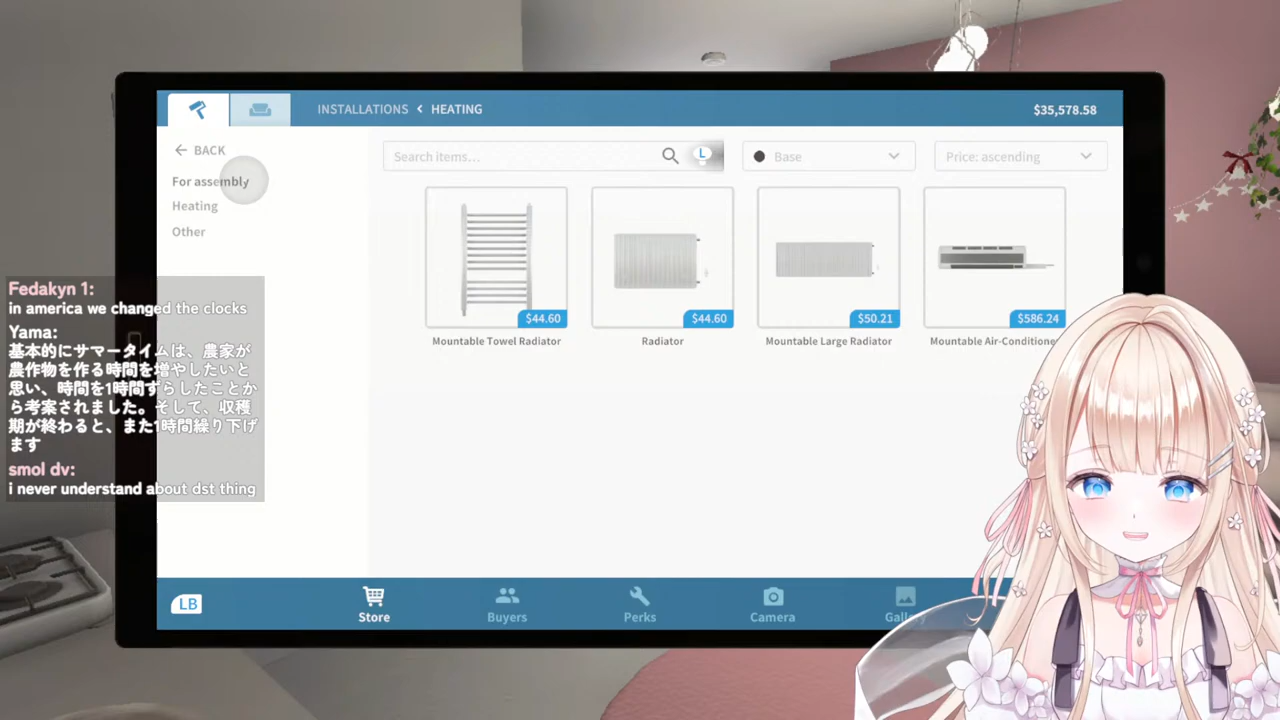 INSTALLATIONS < HEATING
$35,578.58
BACK
Search items...
L
Base
Price: ascending
For assembly
Heating
Other
$44.60
$44.60
$50.21
$586.24
Mountable Towel Radiator
Radiator
Mountable Large Radiator
Mountable Air-Conditione
Fedakyn 1:
in america we changed the clocks
Yama:
基本的にサマータイムは、農家が
農作物を作る時間を増やしたいと
思い、時間を1時間ずらしたことか
ら考案されました。そして、収穫
期が終わると、また1時間繰り下げ
ます
smol dv:
i never understand about dst thing
LB
Store
Buyers
Perks
Camera